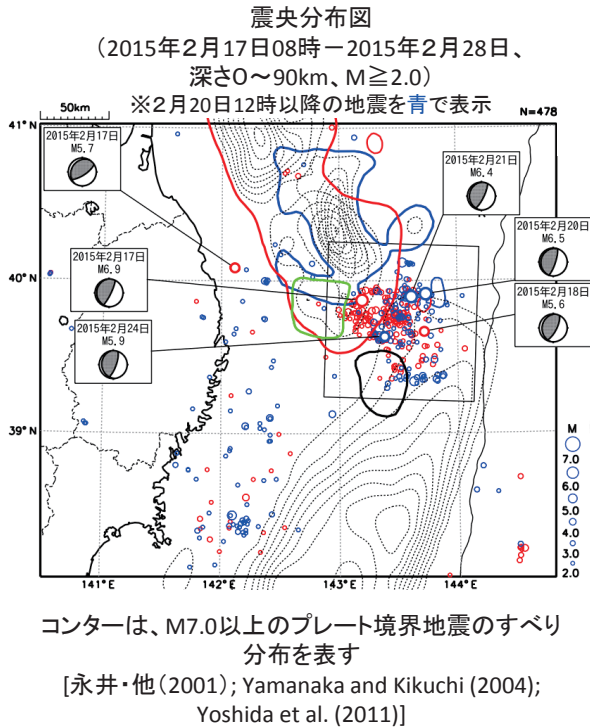 震央分布図
(2015年2月17日08時－2015年2月28日、
深さ0～90km、M≧2.0)
※2月20日12時以降の地震を青で表示
50km
N=478
41°N
2015年2月17日
M5.7
2015年2月21日
M6.4
2015年2月17日
M6.9
2015年2月20日
M6.5
40°N
2015年2月18日
M5.6
2015年2月24日
M5.9
39°N
M
7.0
6.0
5.0
4.0
3.0
2.0
141°E
142°E
143°E
144°E
コンターは、M7.0以上のプレート境界地震のすべり
分布を表す
[永井・他(2001); Yamanaka and Kikuchi (2004);
Yoshida et al. (2011)]